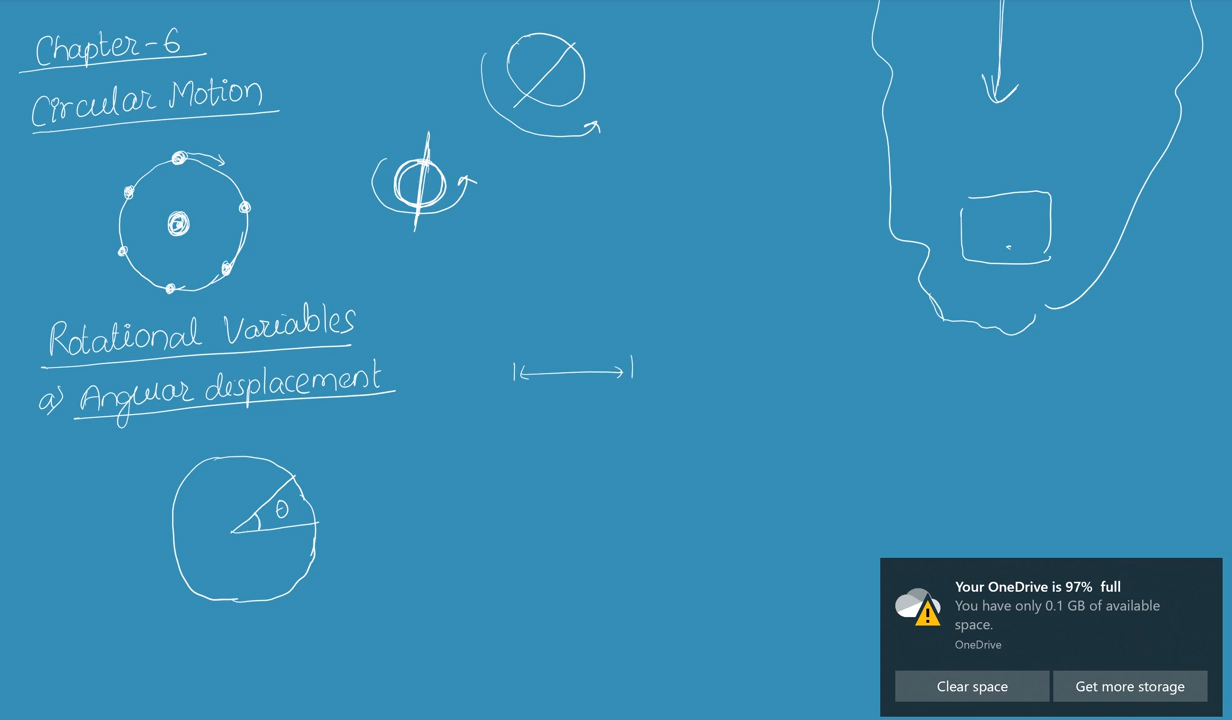 Chapter-6
Circular Motion
Rotational Variables
a) Angular displacement
θ
Your OneDrive is 97% full
You have only 0.1 GB of available
space.
OneDrive
Clear space
Get more storage